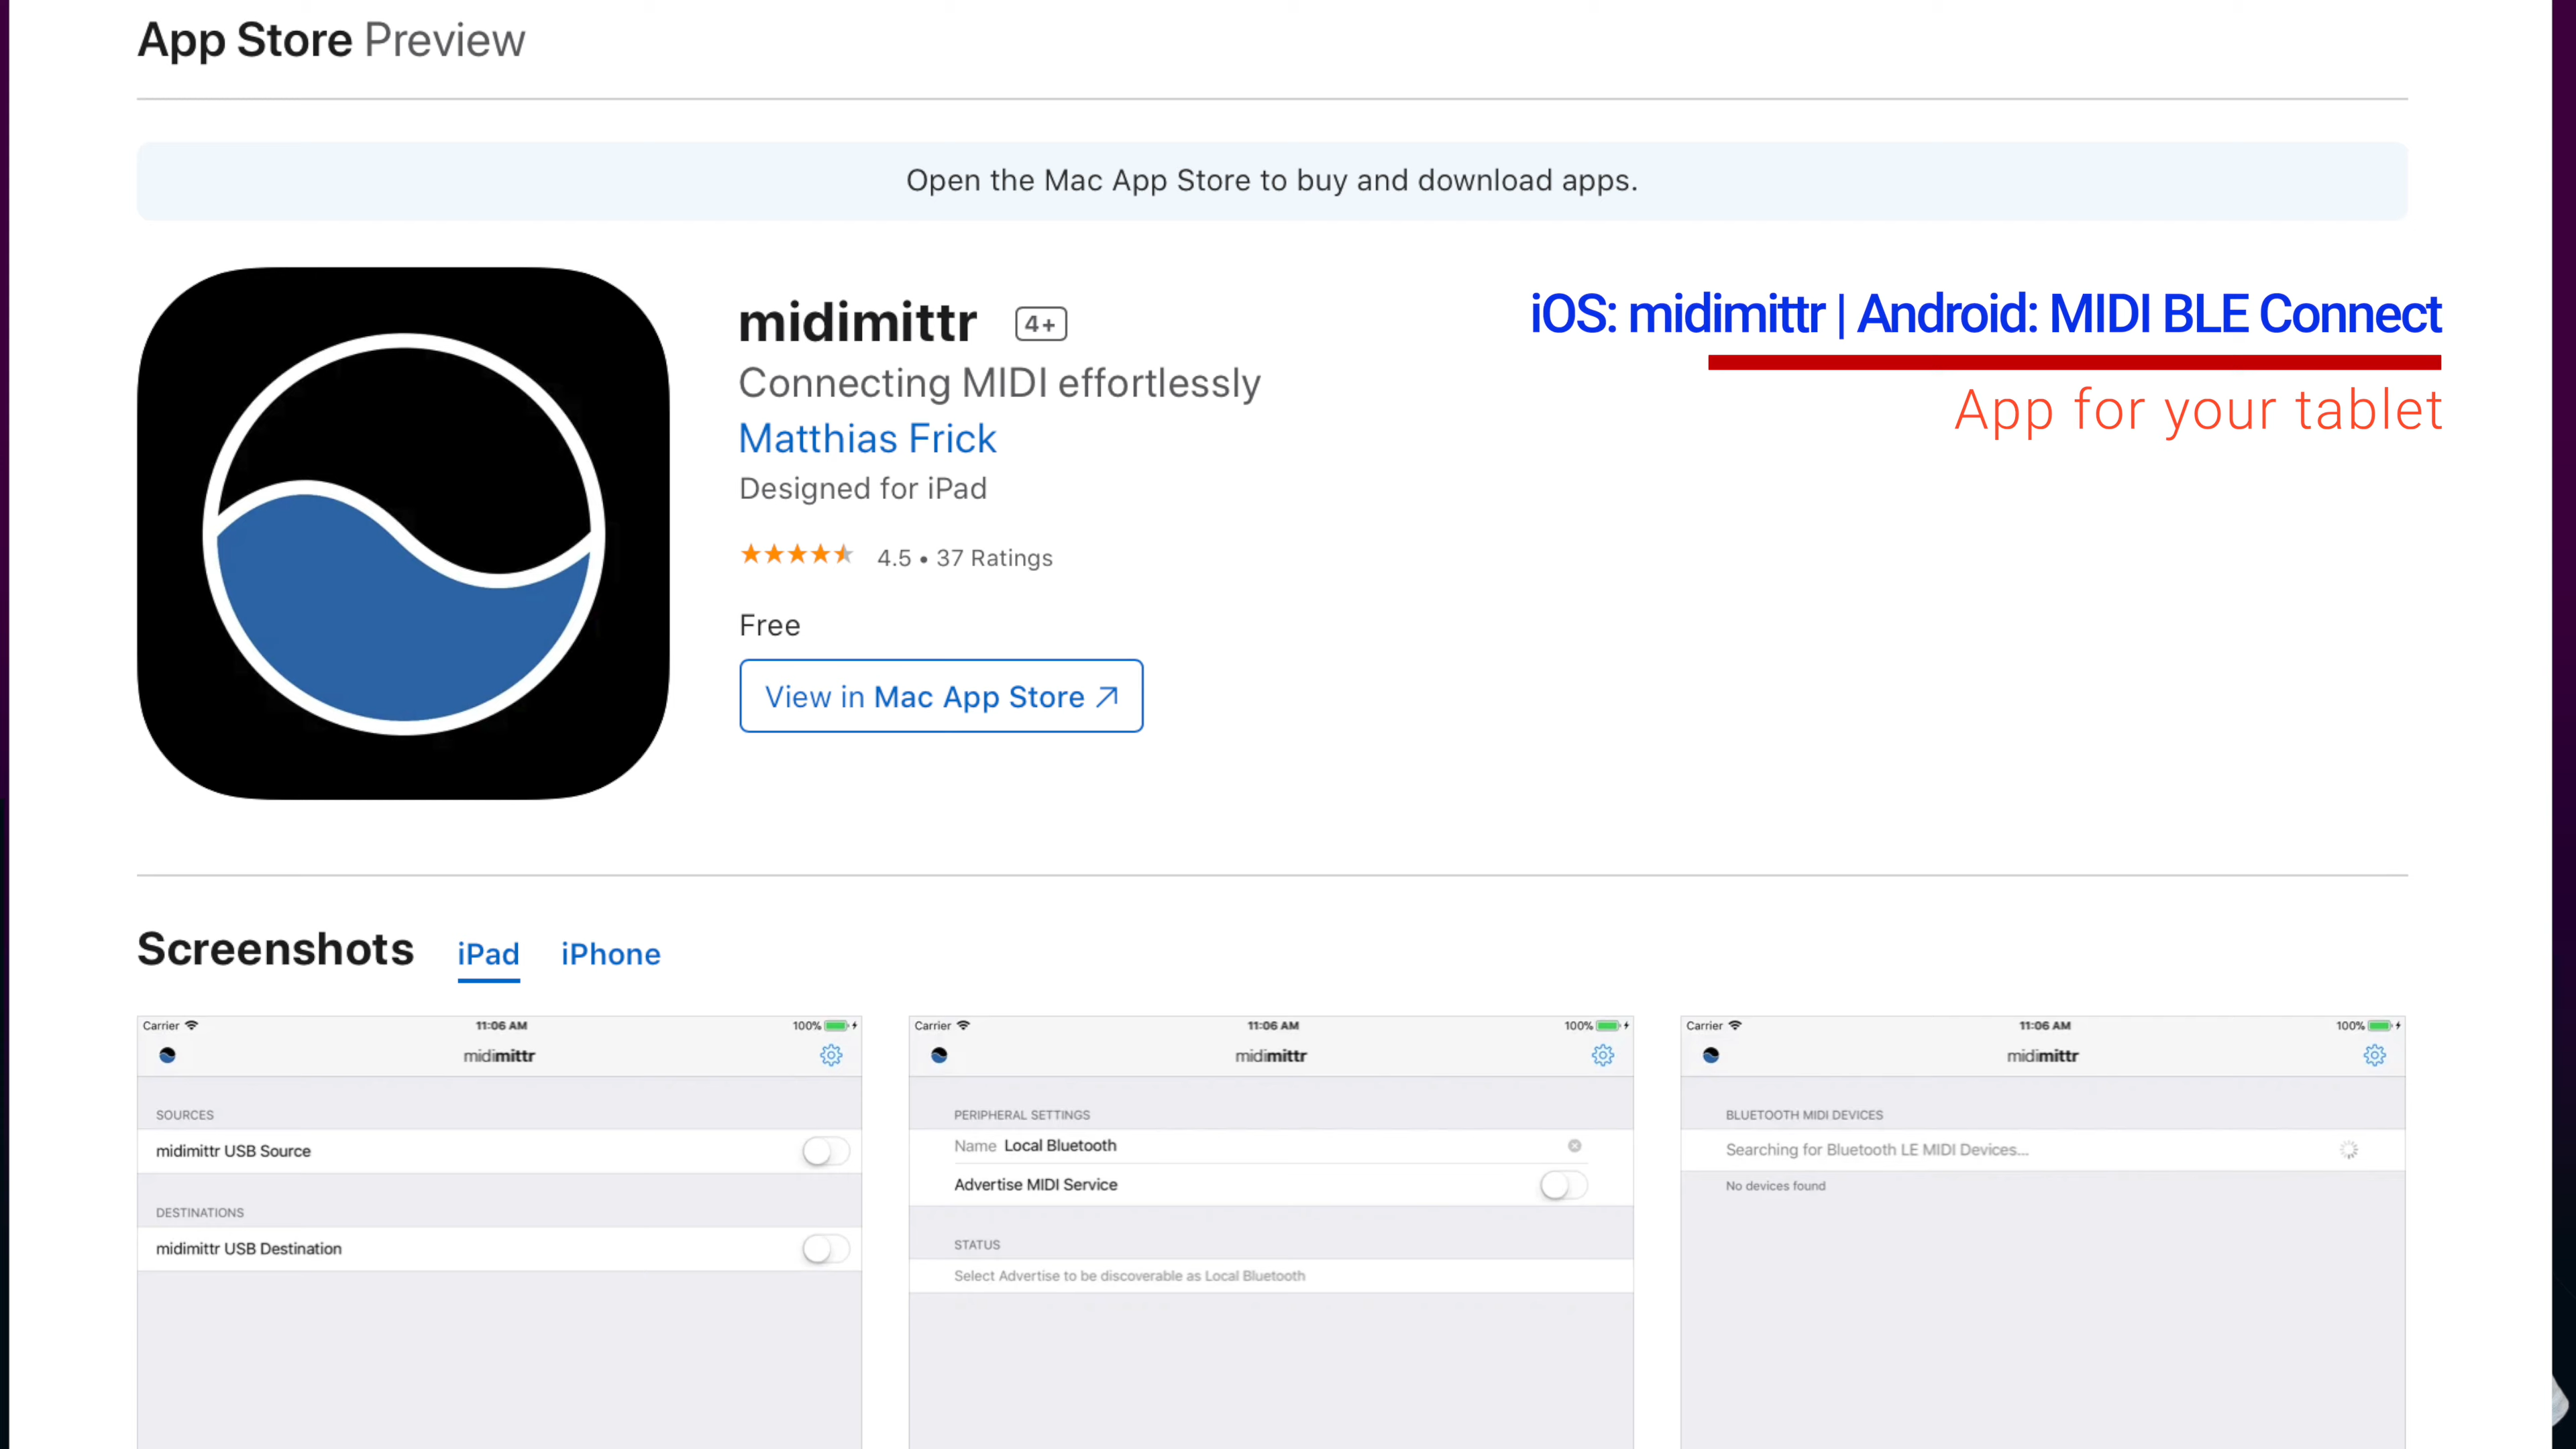 App Store Preview
Open the Mac App Store to buy and download apps.
midimittr 4+
Connecting MIDI effortlessly
Matthias Frick
Designed for iPad
4.5 • 37 Ratings
Free
View in Mac App Store
iOS: midimittr | Android: MIDI BLE Connect
App for your tablet
Screenshots iPad iPhone
Carrier 11:06 AM 100%
midimittr
SOURCES
midimittr USB Source
DESTINATIONS
midimittr USB Destination
Carrier 11:06 AM 100%
midimittr
PERIPHERAL SETTINGS
Name Local Bluetooth
Advertise MIDI Service
STATUS
Select Advertise to be discoverable as Local Bluetooth
Carrier 11:06 AM 100%
midimittr
BLUETOOTH MIDI DEVICES
Searching for Bluetooth LE MIDI Devices...
No devices found